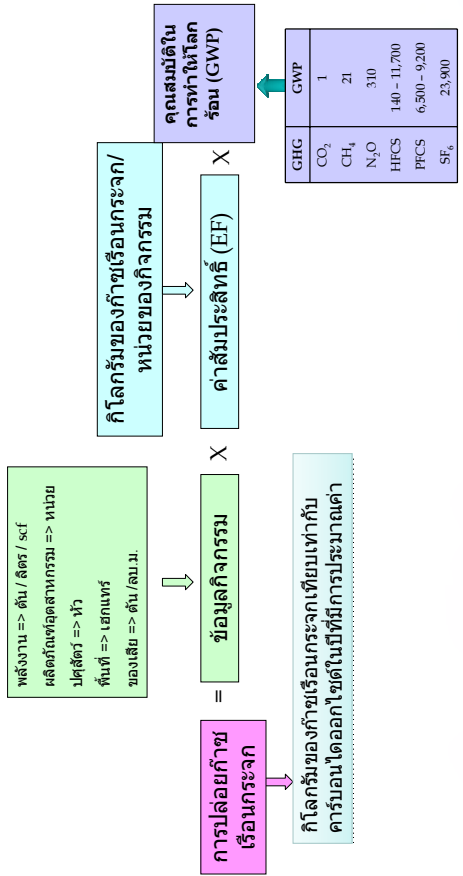 พลังงาน => ตัน / ลิตร / scf
ผลิตภัณฑ์อุตสาหกรรม => หน่วย
ปศุสัตว์ => หัว
พื้นที่ => เฮกแทร์
ของเสีย => ตัน /ลบ.ม.
กิโลกรัมของก๊าซเรือนกระจก/
หน่วยของกิจกรรม
การปล่อยก๊าซ
เรือนกระจก
=
ข้อมูลกิจกรรม
X
ค่าสัมประสิทธิ์ (EF)
X
คุณสมบัติใน
การทำให้โลก
ร้อน (GWP)
กิโลกรัมของก๊าซเรือนกระจกเทียบเท่ากับ
คาร์บอนไดออกไซด์ในปีที่มีการประมาณค่า
GHG GWP
CO2 1
CH4 21
N2O 310
HFCS 140 – 11,700
PFCS 6,500 – 9,200
SF6 23,900